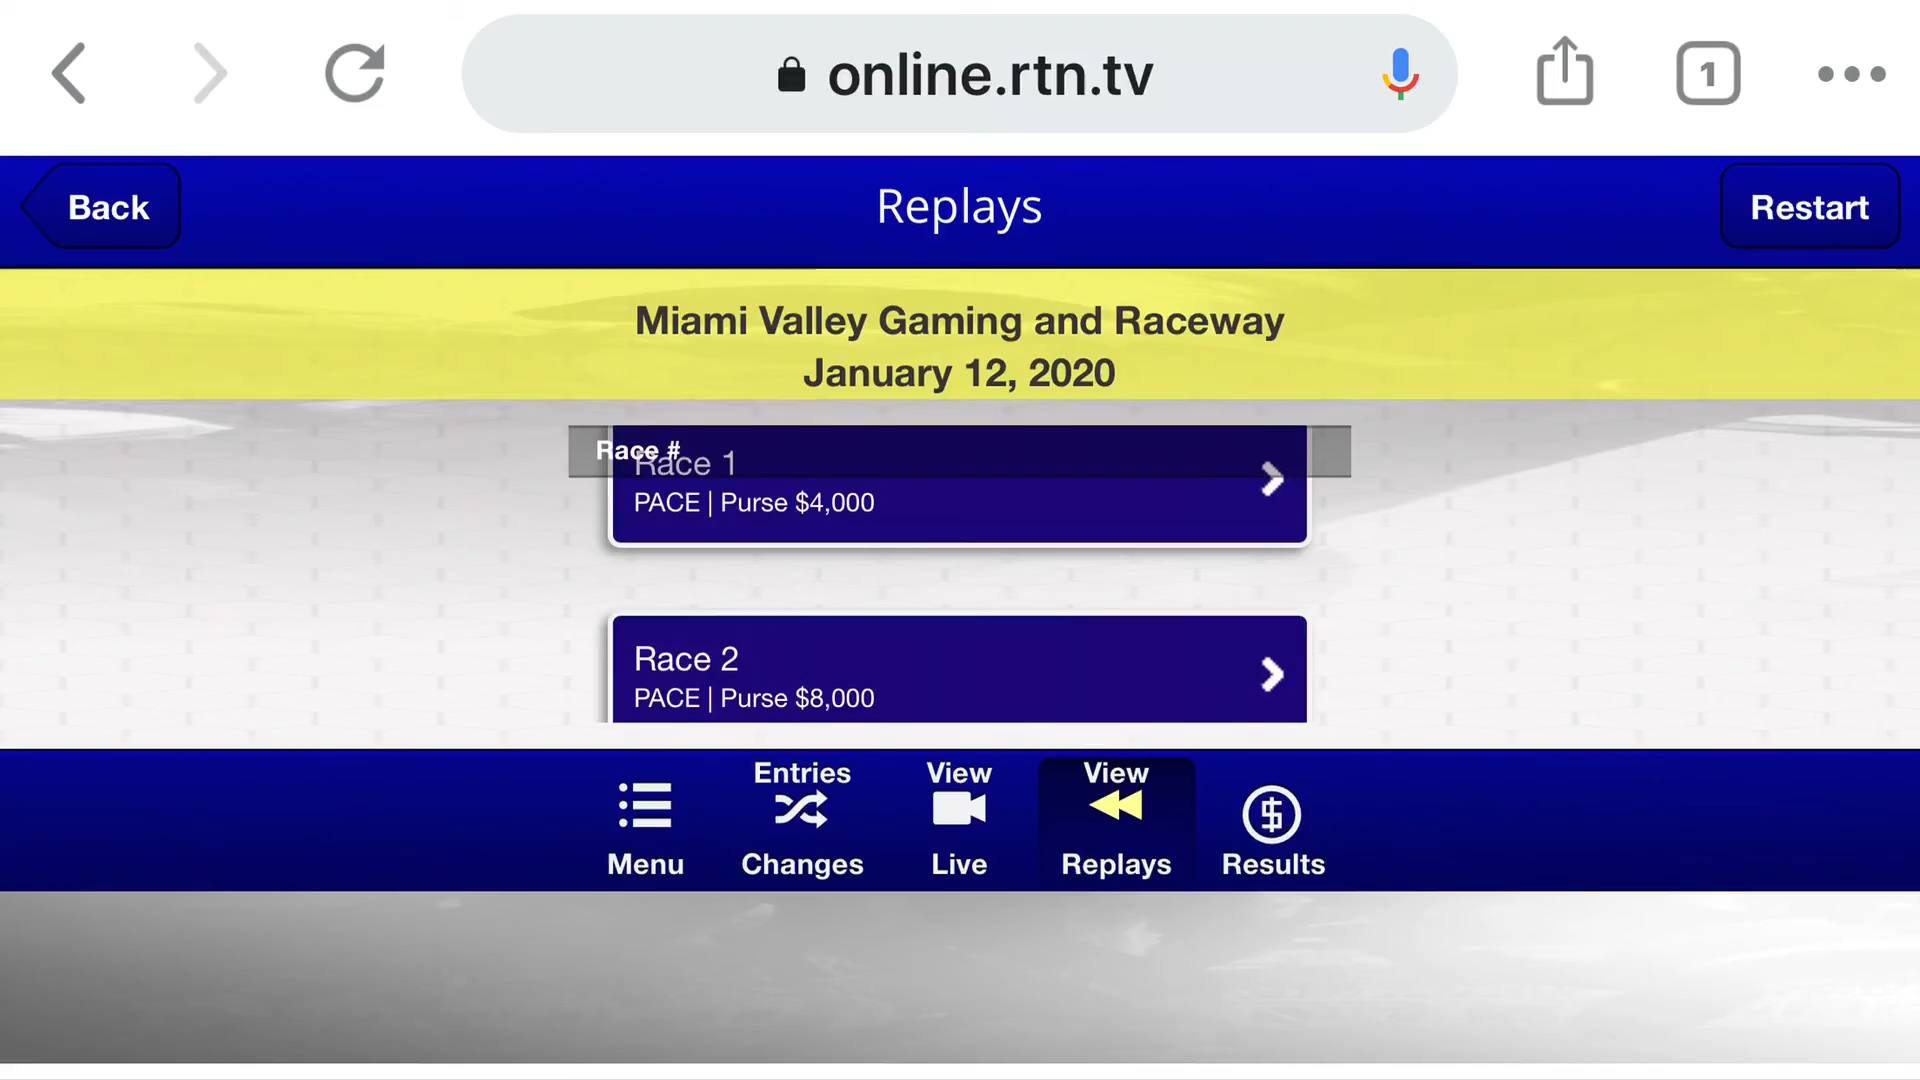 online.rtn.tv
1
Back
Replays
Restart
Miami Valley Gaming and Raceway
January 12, 2020
Race #
Race 1
PACE | Purse $4,000
Race 2
PACE | Purse $8,000
Menu
Entries
Changes
View
Live
View
Replays
$
Results